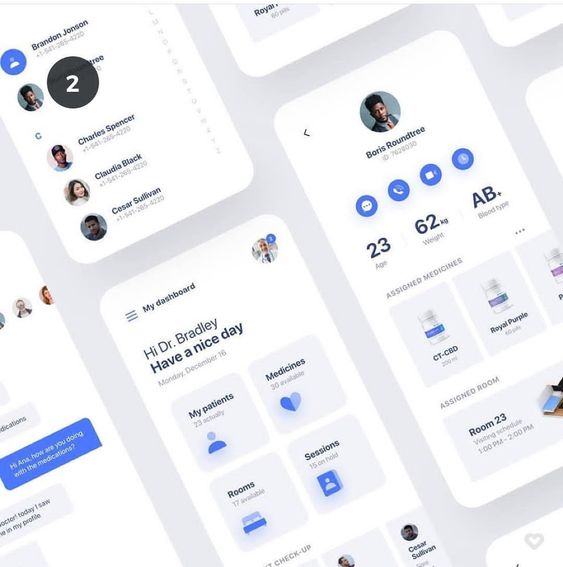 Brandon Jonson
+1-541-265-4220
2
C
Charles Spencer
+1-541-265-4220
Claudia Black
+1-541-265-4220
Cesar Sullivan
+1-541-265-4220
60 pills
Boris Roundtree
ID 7628030
23
Age
62 kg
Weight
AB+
Blood type
ASSIGNED MEDICINES
CT-CBD
200 ml
Royal Purple
60 pills
ASSIGNED ROOM
Room 23
Visiting schedule
1:00 PM - 2:00 PM
My dashboard
Hi Dr. Bradley
Have a nice day
Monday, December 16
My patients
23 actually
Medicines
30 available
Rooms
17 available
Sessions
15 on hold
CHECK-UP
Cesar
Sullivan
Hi Ana, how are you doing
with the medications?
today I saw
in my profile